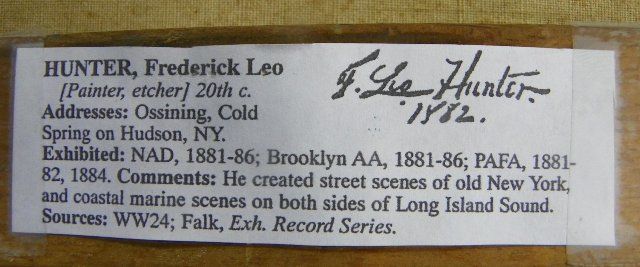 HUNTER, Frederick Leo
[Painter, etcher] 20th c.
Addresses: Ossining, Cold
Spring on Hudson, NY.
F. Leo Hunter.
1882.
Exhibited: NAD, 1881-86; Brooklyn AA, 1881-86; PAFA, 1881-
82, 1884. Comments: He created street scenes of old New York,
and coastal marine scenes on both sides of Long Island Sound.
Sources: WW24; Falk, Exh. Record Series.